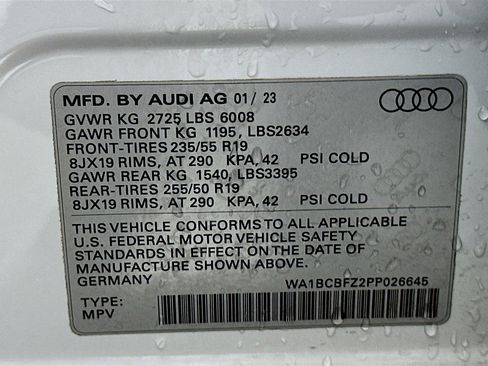 MFD. BY AUDI AG 01/ 23
GVWR KG 2725 LBS 6008
GAWR FRONT KG 1195, LBS2634
FRONT-TIRES 235/55 R19
8JX19 RIMS, AT 290 KPA, 42 PSI COLD
GAWR REAR KG 1540, LBS3395
REAR-TIRES 255/50 R19
8JX19 RIMS, AT 290 KPA, 42 PSI COLD
THIS VEHICLE CONFORMS TO ALL APPLICABLE
U.S. FEDERAL MOTOR VEHICLE SAFETY
STANDARDS IN EFFECT ON THE DATE OF
MANUFACTURE SHOWN ABOVE.
GERMANY WA1BCBFZ2PP026645
TYPE:
MPV